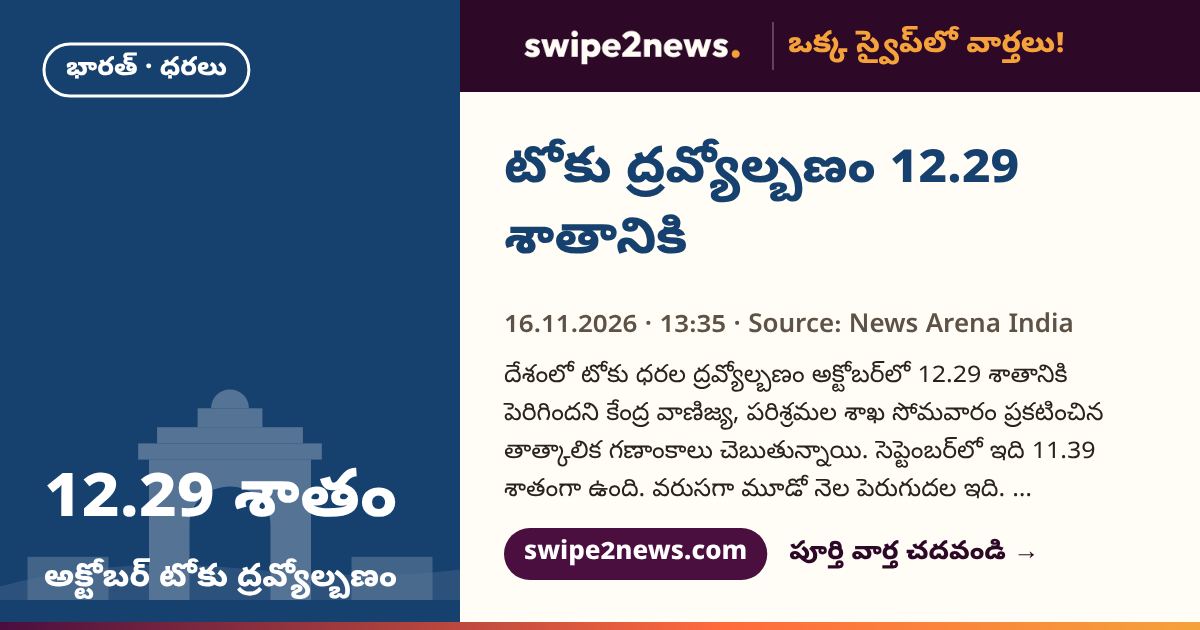 భారత్ · ధరలు
12.29 శాతం
అక్టోబర్ టోకు ద్రవ్యోల్బణం
swipe2news.
ఒక్క స్వైప్‌లో వార్తలు!
టోకు ద్రవ్యోల్బణం 12.29
శాతానికి
16.11.2026 · 13:35 · Source: News Arena India
దేశంలో టోకు ధరల ద్రవ్యోల్బణం అక్టోబర్‌లో 12.29 శాతానికి
పెరిగిందని కేంద్ర వాణిజ్య, పరిశ్రమల శాఖ సోమవారం ప్రకటించిన
తాత్కాలిక గణాంకాలు చెబుతున్నాయి. సెప్టెంబర్‌లో ఇది 11.39
శాతంగా ఉంది. వరుసగా మూడో నెల పెరుగుదల ఇది. ...
swipe2news.com
పూర్తి వార్త చదవండి →